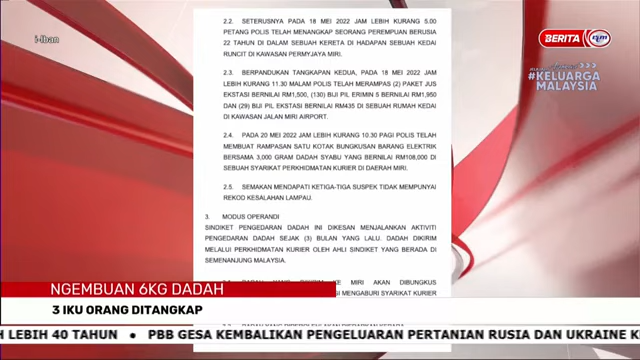 i-Iban
BERITA RTM
#KELUARGA
MALAYSIA
2.2. SETERUSNYA PADA 18 MEI 2022 JAM LEBIH KURANG 5.00
PETANG POLIS TELAH MENANGKAP SEORANG PEREMPUAN BERUSIA
22 TAHUN DI DALAM SEBUAH KERETA DI HADAPAN SEBUAH KEDAI
RUNCIT DI KAWASAN PERMYJAYA MIRI.
2.3. BERPANDUKAN TANGKAPAN KEDUA, PADA 18 MEI 2022 JAM
LEBIH KURANG 11.30 MALAM POLIS TELAH MERAMPAS (2) PAKET JUS
EKSTASI BERNILAI RM1,500, (130) BIJI PIL ERIMIN 5 BERNILAI RM1,950
DAN (29) BIJI PIL EKSTASI BERNILAI RM435 DI SEBUAH RUMAH KEDAI DI
KAWASAN JALAN MIRI AIRPORT.
2.4. PADA 20 MEI 2022 JAM LEBIH KURANG 10.30 PAGI POLIS TELAH
MEMBUAT RAMPASAN SATU KOTAK BUNGKUSAN BARANG ELEKTRIK
BERSAMA 3,000 GRAM DADAH SYABU YANG BERNILAI RM108,000 DI
SEBUAH SYARIKAT PERKHIDMATAN KURIER DI DAERAH MIRI.
2.5. SEMAKAN MENDAPATI KETIGA-TIGA SUSPEK TIDAK MEMPUNYAI
REKOD KESALAHAN LAMPAU.
3. MODUS OPERANDI
SINDIKET PENGEDARAN DADAH INI DIKESAN MENJALANKAN AKTIVITI
PENGEDARAN DADAH SEJAK (3) BULAN YANG LALU. DADAH DIKIRIM
MELALUI PERKHIDMATAN KURIER OLEH AHLI SINDIKET YANG BERADA DI
SEMENANJUNG MALAYSIA.
KE MIRI AKAN DIBUNGKUS
MENGABURI SYARIKAT KURIER
NGEMBUAN 6KG DADAH
3 IKU ORANG DITANGKAP
H LEBIH 40 TAHUN • PBB GESA KEMBALIKAN PENGELUARAN PERTANIAN RUSIA DAN UKRAINE K